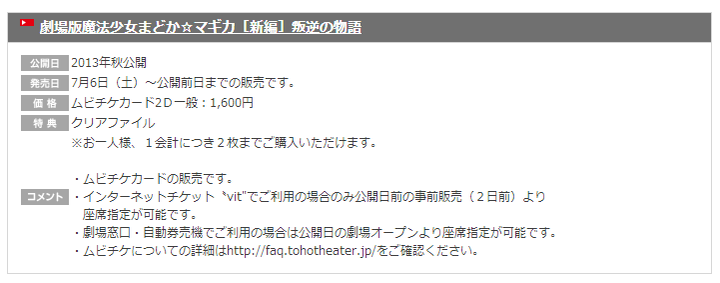 劇場版魔法少女まどか☆マギカ［新編］叛逆の物語
公開日 2013年秋公開
発売日 7月6日（土）～公開前日までの販売です。
価 格 ムビチケカード2Ｄ一般：1,600円
特 典 クリアファイル
※お一人様、１会計につき２枚までご購入いただけます。
・ムビチケカードの販売です。
コメント ・インターネットチケット〝vit"でご利用の場合のみ公開日前の事前販売（２日前）より
座席指定が可能です。
・劇場窓口・自動券売機でご利用の場合は公開日の劇場オープンより座席指定が可能です。
・ムビチケについての詳細はhttp://faq.tohotheater.jp/をご確認ください。